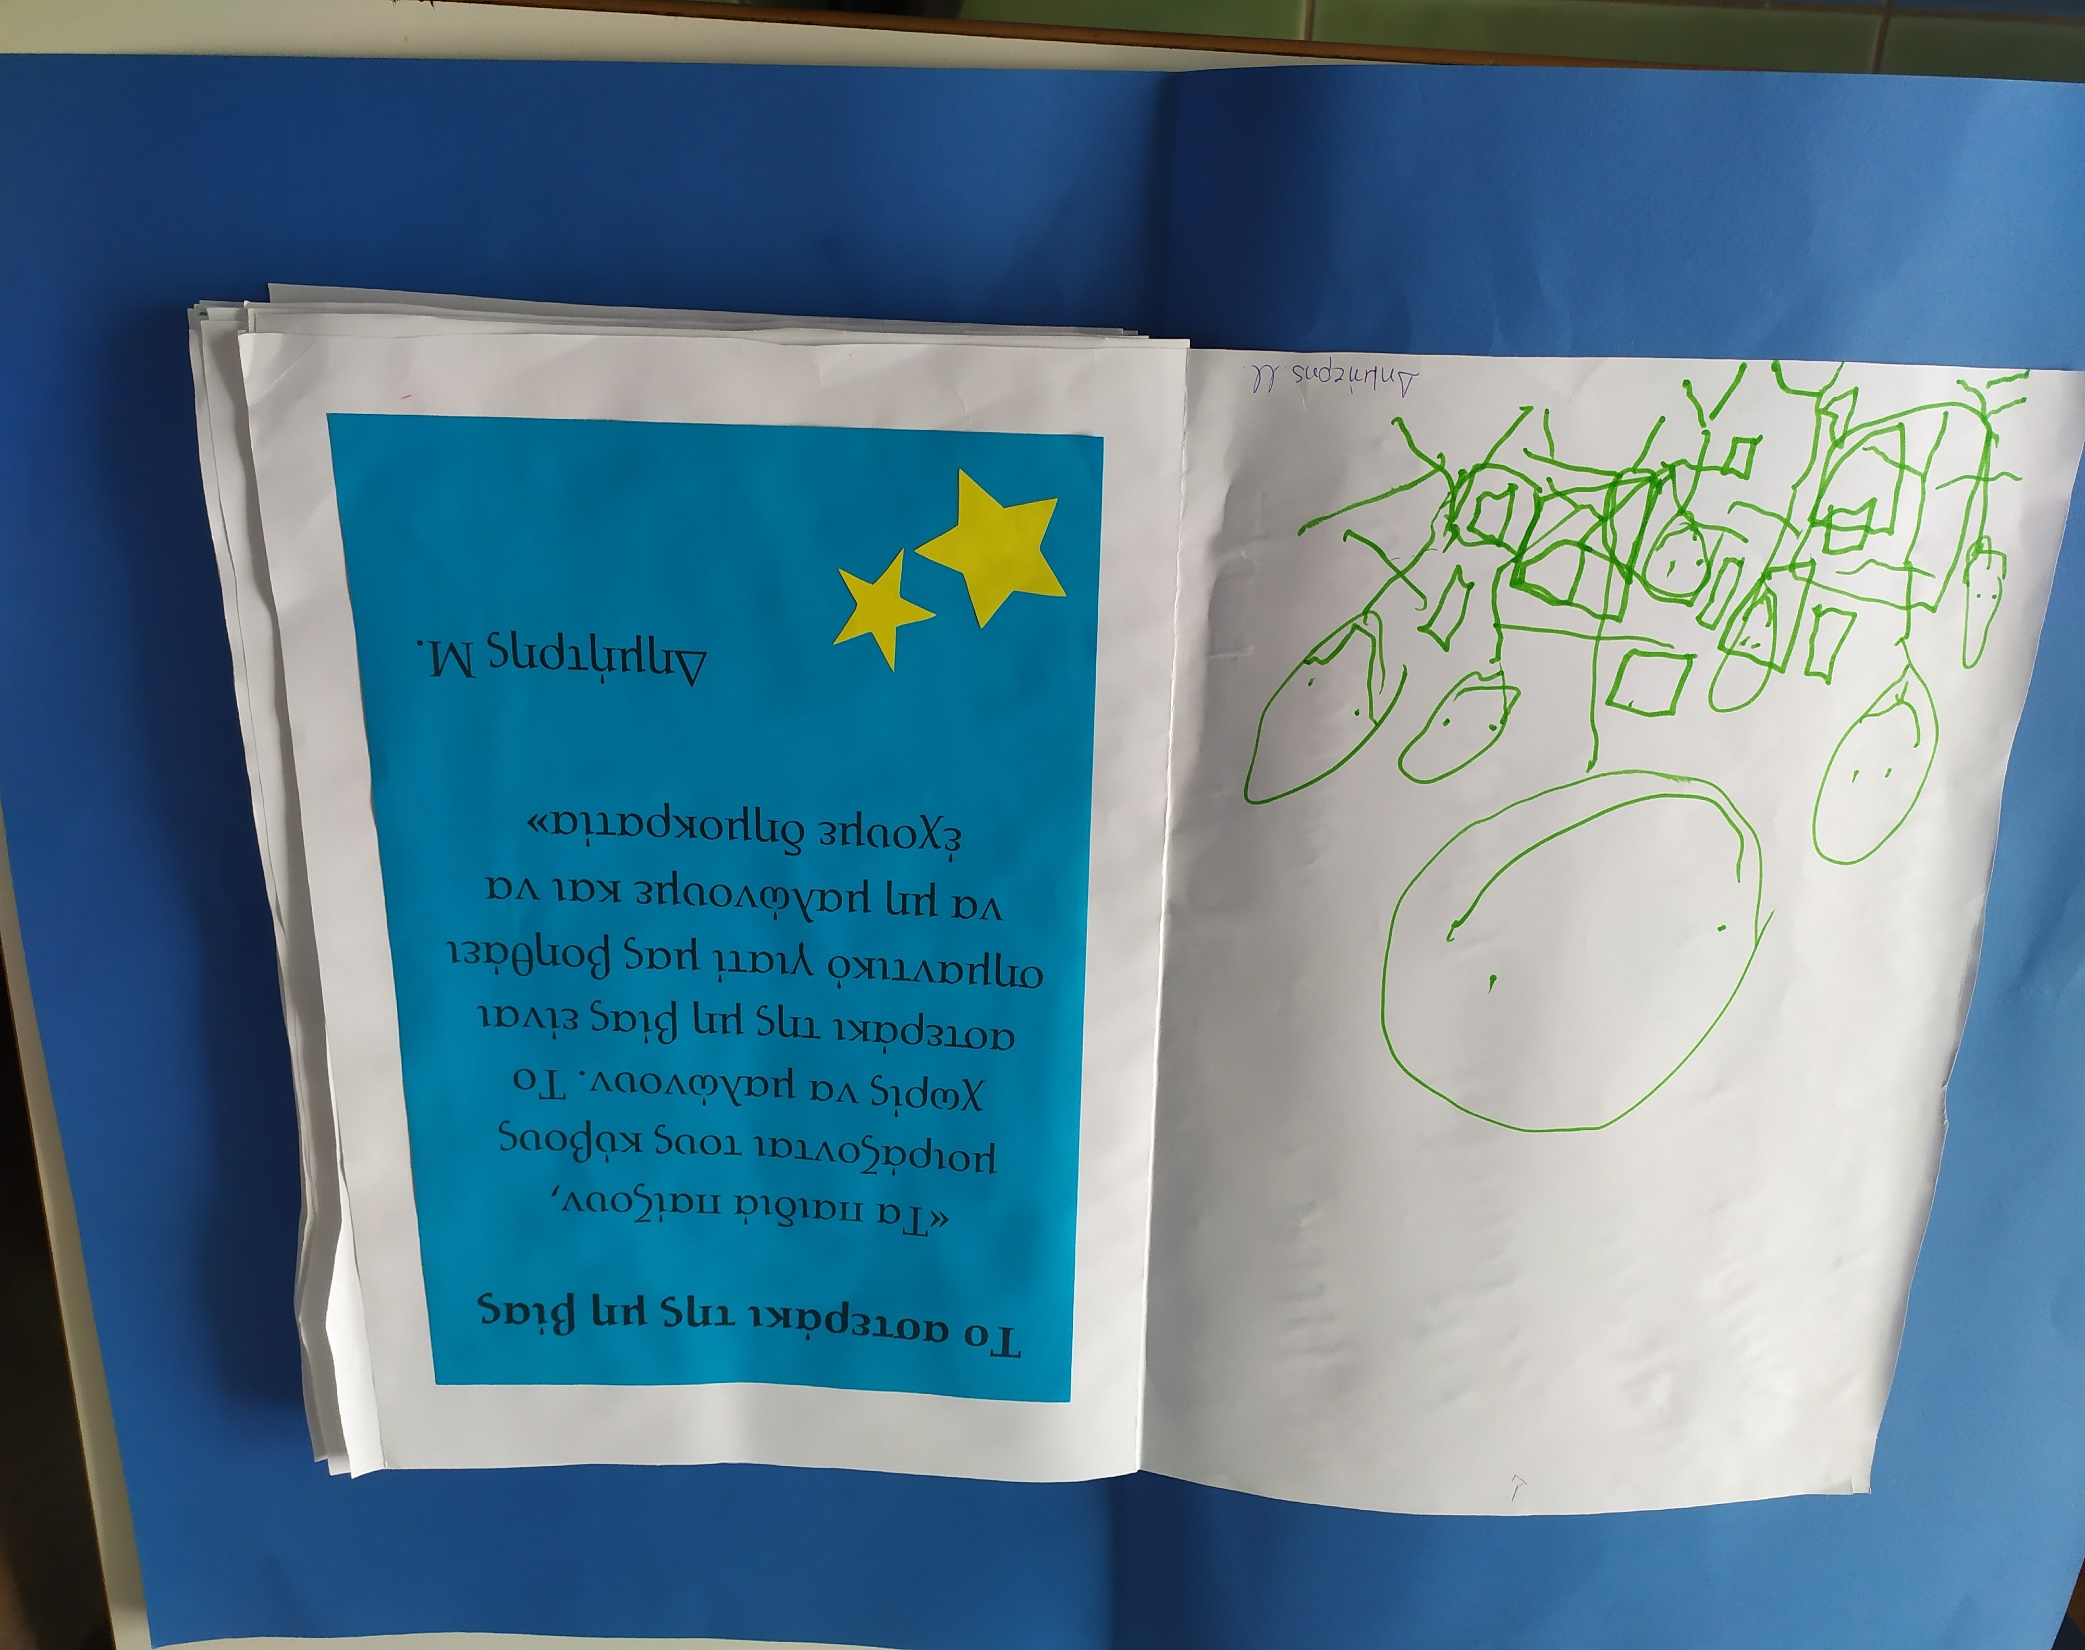 Το αστεράκι της μη βίας
«Τα παιδιά παίζουν,
μοιράζονται τους κύβους
Χωρίς να μαλώνουν. Το
αστεράκι της μη βίας είναι
σημαντικό γιατί μας βοηθάει
να μη μαλώνουμε και να
έχουμε δημοκρατία»
Δημήτρης Μ.
Δημήτρης Μ.